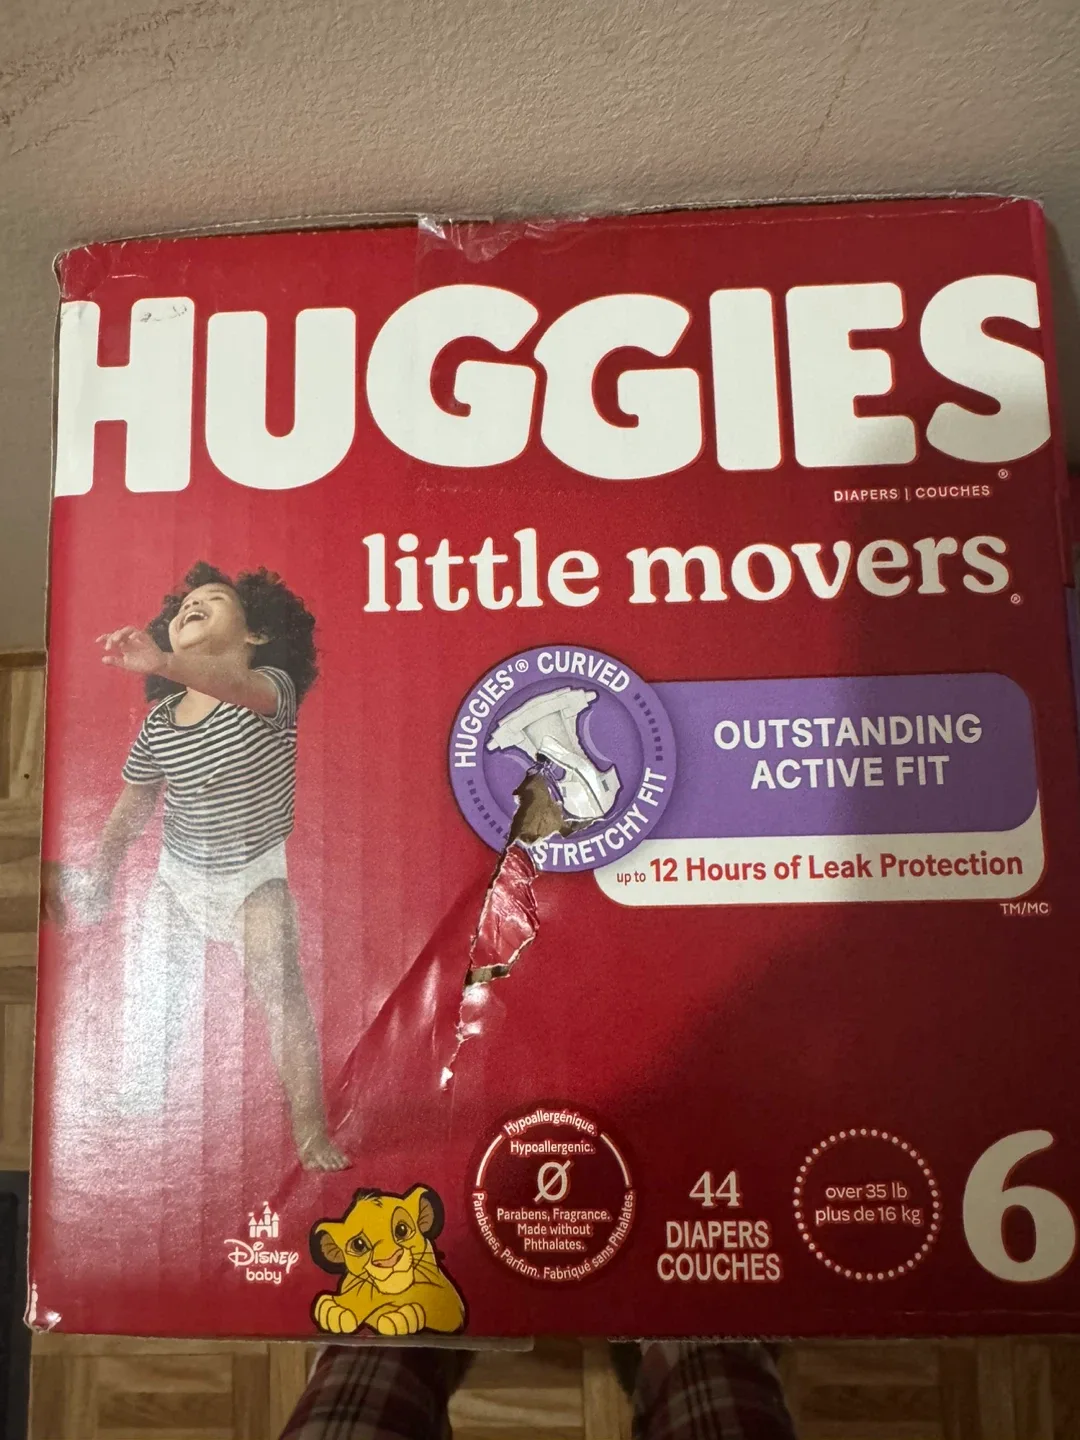 HUGGIES®
DIAPERS | COUCHES
little movers®
HUGGIES'® CURVED
STRETCHY FIT
OUTSTANDING
ACTIVE FIT
up to 12 Hours of Leak Protection
TM/MC
Disney
baby
Hypoallergénique.
Hypoallergenic.
Parabens, Fragrance.
Made without
Phthalates.
Parabènes, Parfum. Fabriqué sans Phtalates.
44
DIAPERS
COUCHES
over 35 lb
plus de 16 kg
6